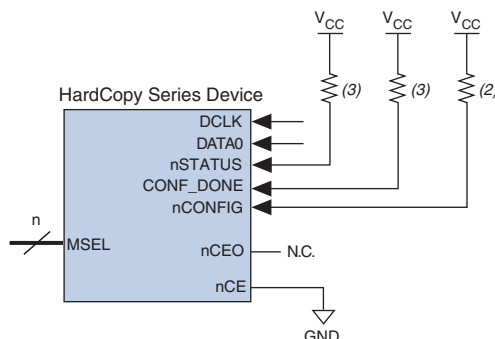 VCC VCC VCC
(3) (3) (2)
HardCopy Series Device
DCLK
DATA0
nSTATUS
CONF_DONE
nCONFIG
n
MSEL
nCEO N.C.
nCE
GND